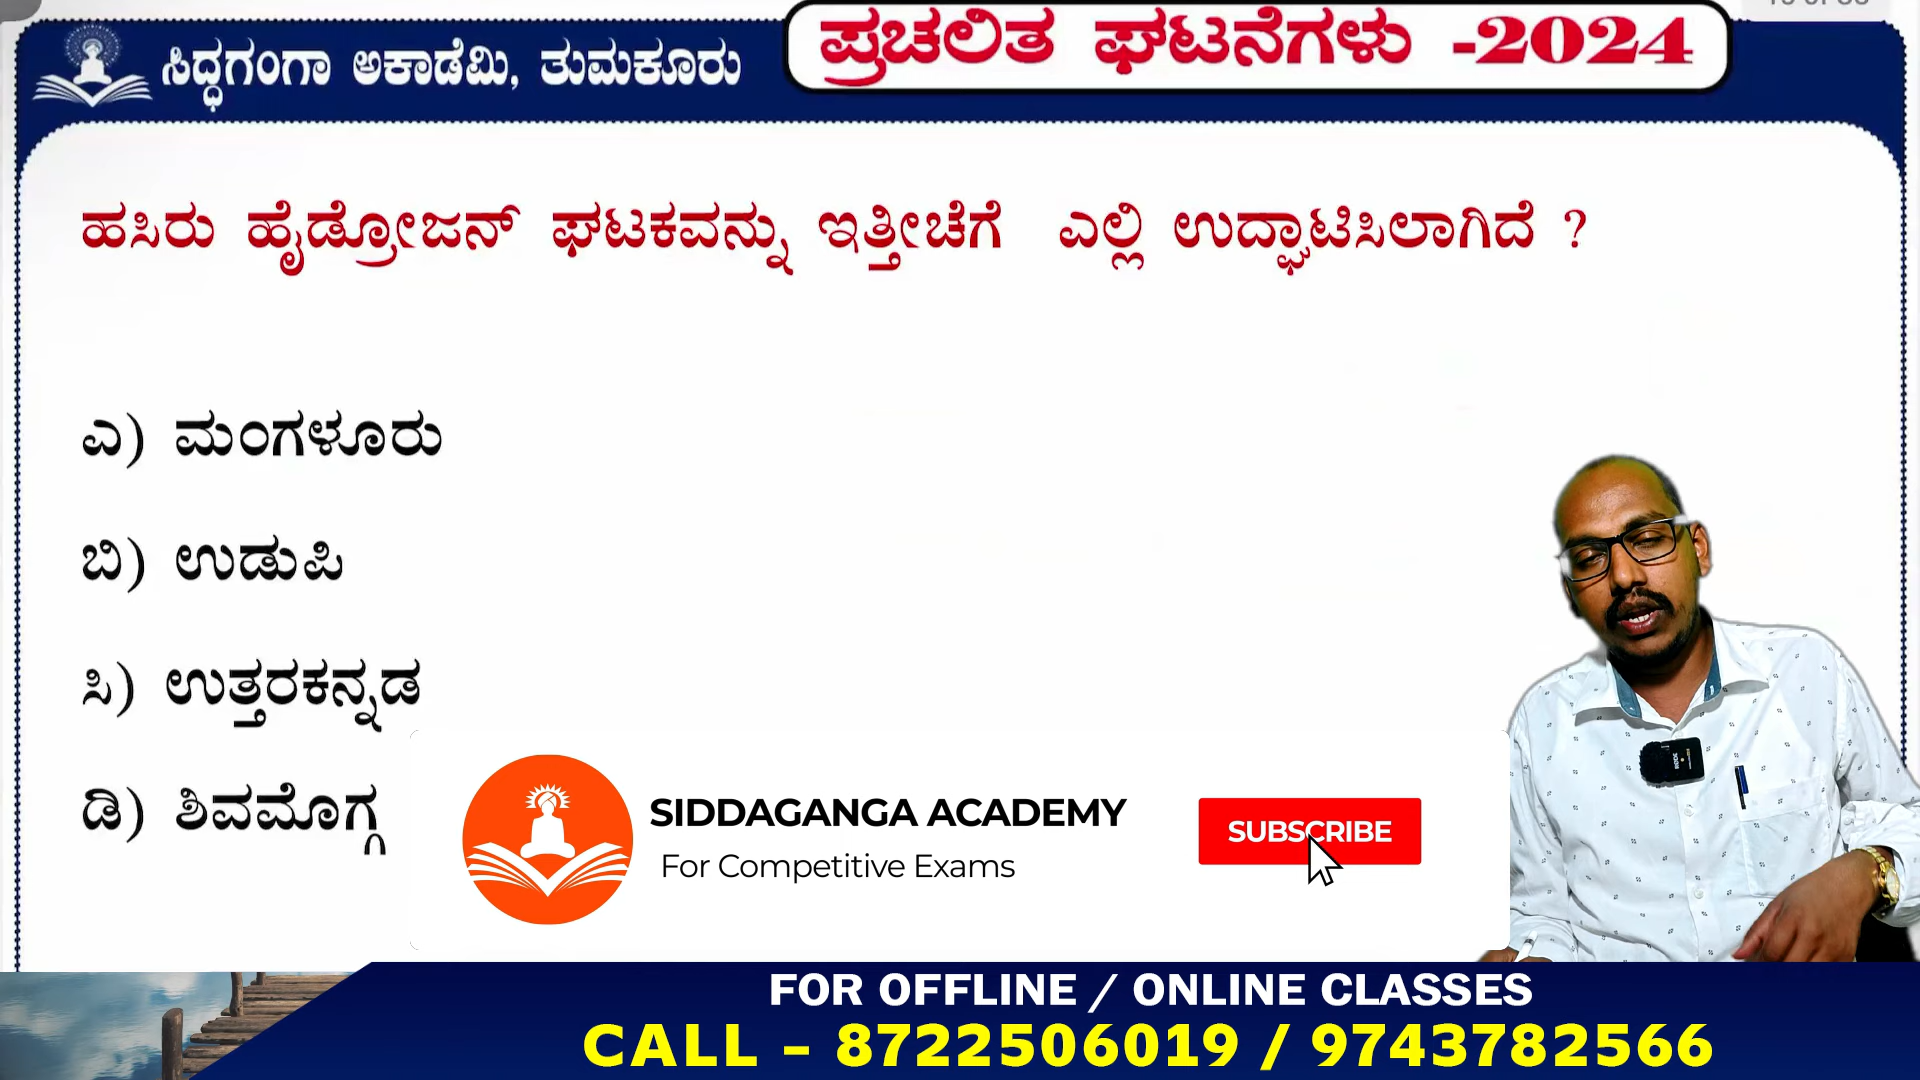 ಸಿದ್ಧಗಂಗಾ ಅಕಾಡೆಮಿ, ತುಮಕೂರು
ಪ್ರಚಲಿತ ಘಟನೆಗಳು -2024
ಹಸಿರು ಹೈಡ್ರೋಜನ್ ಘಟಕವನ್ನು ಇತ್ತೀಚೆಗೆ ಎಲ್ಲಿ ಉದ್ಘಾಟಿಸಿಲಾಗಿದೆ ?
ಎ) ಮಂಗಳೂರು
ಬಿ) ಉಡುಪಿ
ಸಿ) ಉತ್ತರಕನ್ನಡ
ಡಿ) ಶಿವಮೊಗ್ಗ
SIDDAGANGA ACADEMY
For Competitive Exams
SUBSCRIBE
FOR OFFLINE / ONLINE CLASSES
CALL – 8722506019 / 9743782566